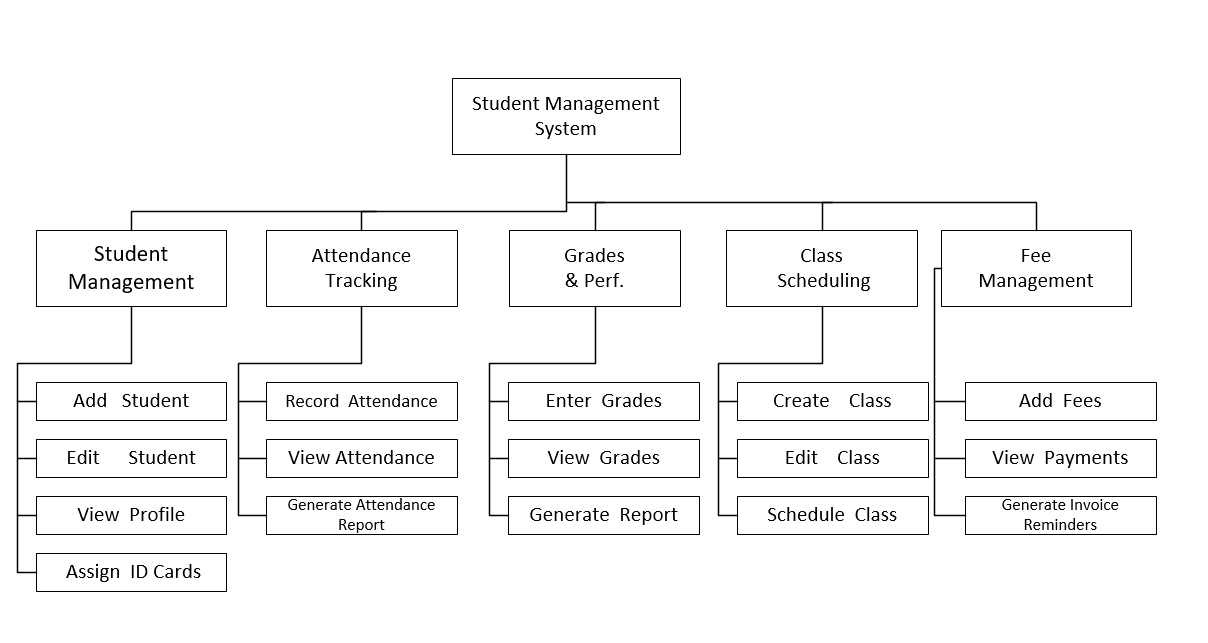 Student Management
System
Student
Management
Attendance
Tracking
Grades
& Perf.
Class
Scheduling
Fee
Management
Add Student
Record Attendance
Enter Grades
Create Class
Add Fees
Edit Student
View Attendance
View Grades
Edit Class
View Payments
View Profile
Generate Attendance
Report
Generate Report
Schedule Class
Generate Invoice
Reminders
Assign ID Cards